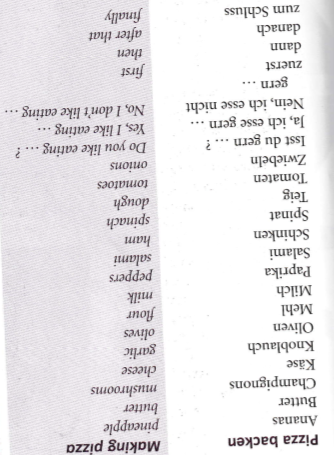 Pizza backen Making pizza
Ananas pineapple
Butter butter
Champignons mushrooms
Käse cheese
Knoblauch garlic
Oliven olives
Mehl flour
Milch milk
Paprika peppers
Salami salami
Schinken ham
Spinat spinach
Teig dough
Tomaten tomatoes
Zwiebeln onions
Isst du gern … ? Do you like eating … ?
Ja, ich esse gern … Yes, I like eating …
Nein, ich esse nicht No, I don't like eating …
gern …
zuerst first
dann then
danach after that
zum Schluss finally